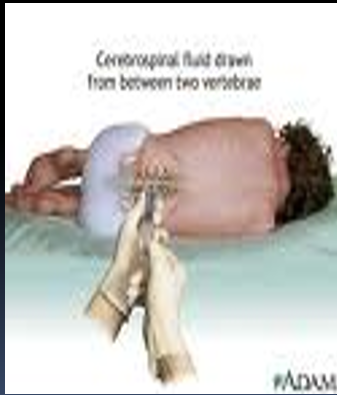 Cerebrospinal fluid drawn
from between two vertebrae
ADAM